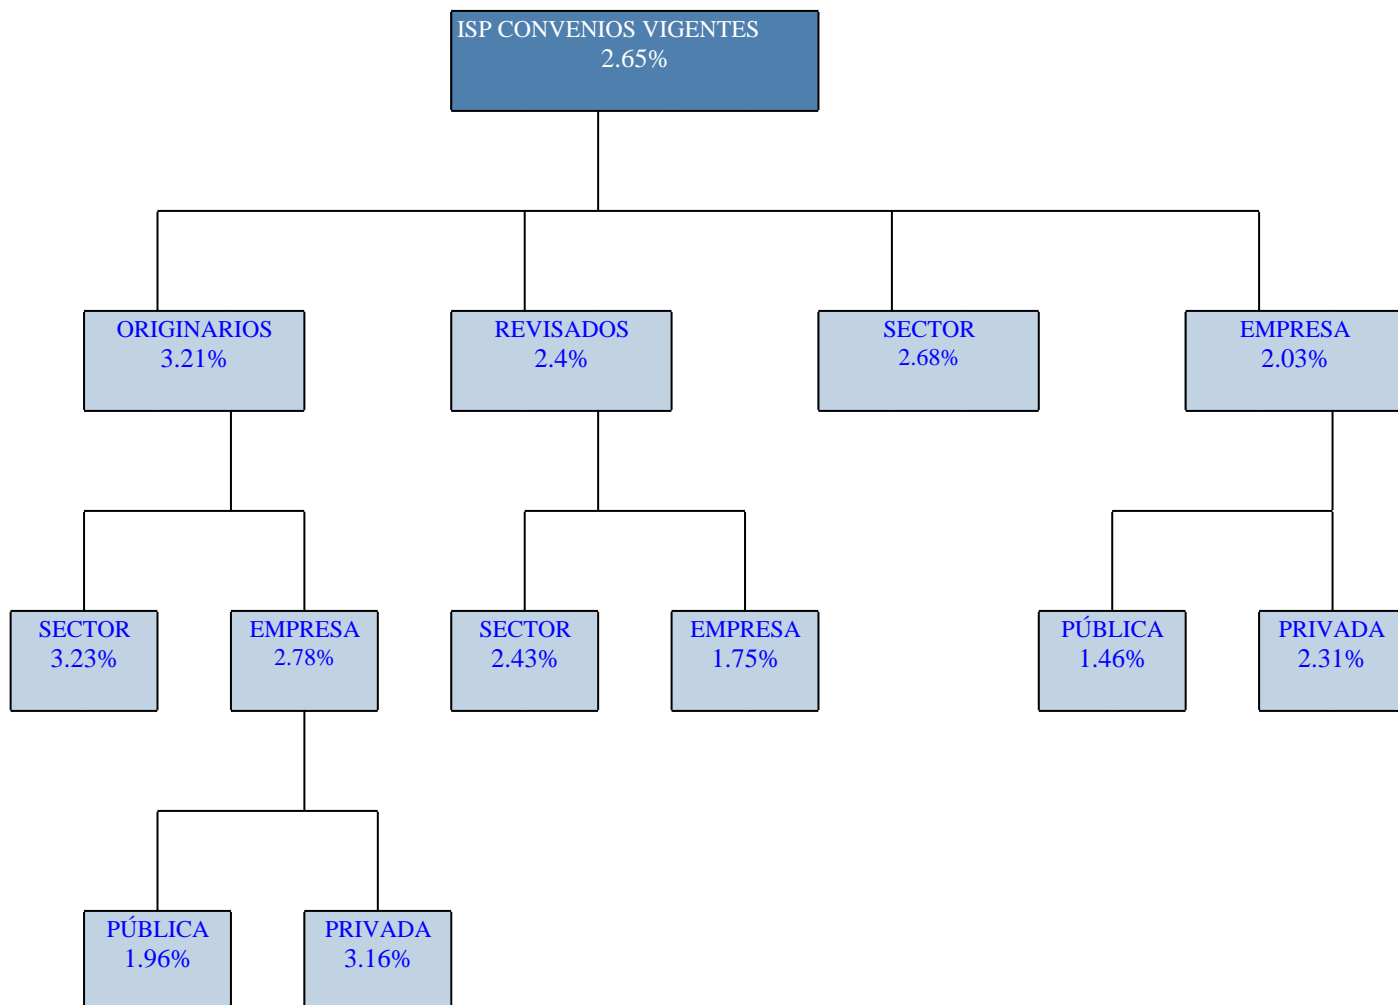 ISP CONVENIOS VIGENTES
2.65%
ORIGINARIOS
3.21%
REVISADOS
2.4%
SECTOR
2.68%
EMPRESA
2.03%
SECTOR
3.23%
EMPRESA
2.78%
SECTOR
2.43%
EMPRESA
1.75%
PÚBLICA
1.46%
PRIVADA
2.31%
PÚBLICA
1.96%
PRIVADA
3.16%